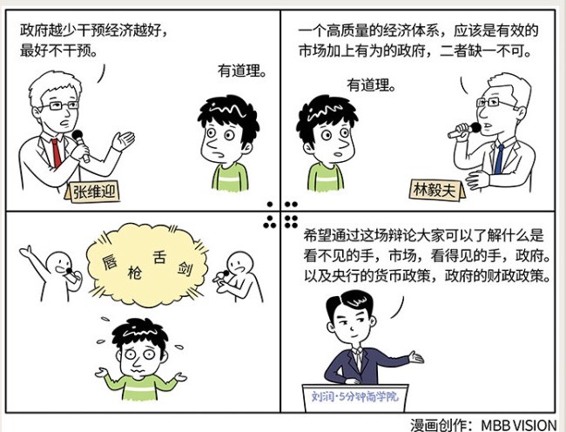 政府越少干预经济越好，
最好不干预。
有道理。
张维迎
一个高质量的经济体系，应该是有效的
市场加上有为的政府，二者缺一不可。
有道理。
林毅夫
唇枪舌剑
希望通过这场辩论大家可以了解什么是
看不见的手，市场，看得见的手，政府。
以及央行的货币政策，政府的财政政策。
刘润·5分钟商学院
漫画创作：MBB VISION